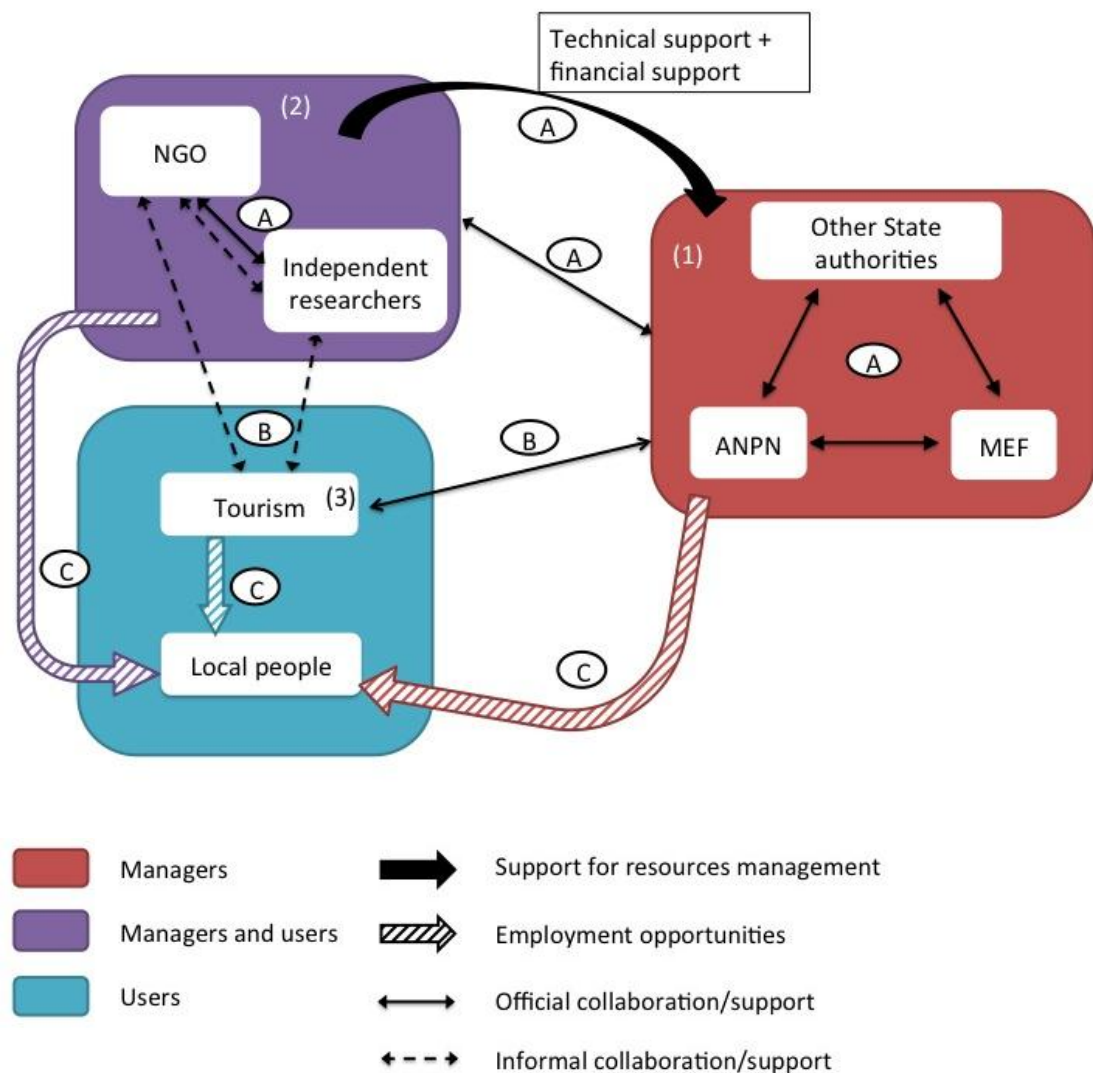 Technical support +
financial support
(2)
A
NGO
A
Other State
authorities
(1)
Independent
researchers
A
A
B
B
ANPN
MEF
Tourism
(3)
C
C
Local people
C
Managers
Support for resources management
Managers and users
Employment opportunities
Users
Official collaboration/support
Informal collaboration/support